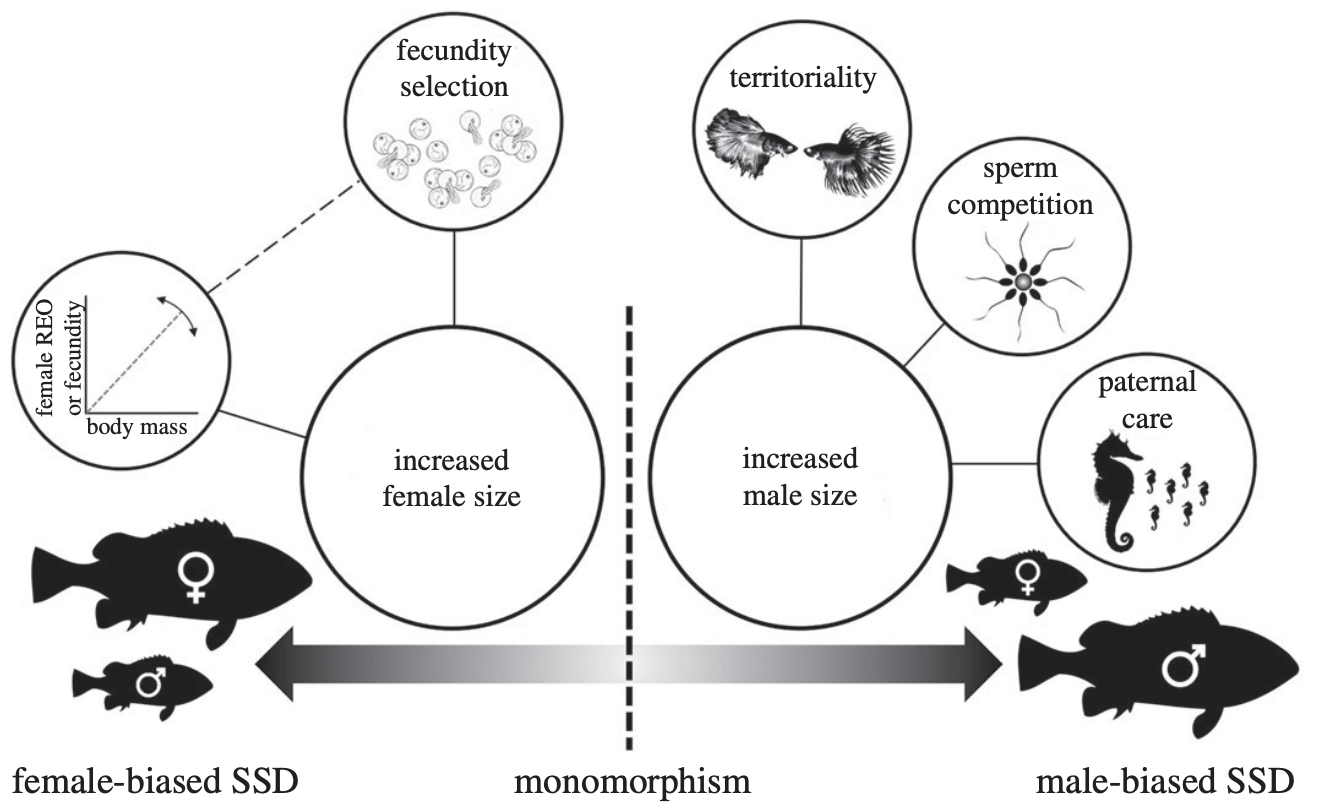 fecundity
selection
territoriality
sperm
competition
female REO
or fecundity
body mass
paternal
care
increased
female size
increased
male size
♀
♂
♀
♂
female-biased SSD
monomorphism
male-biased SSD